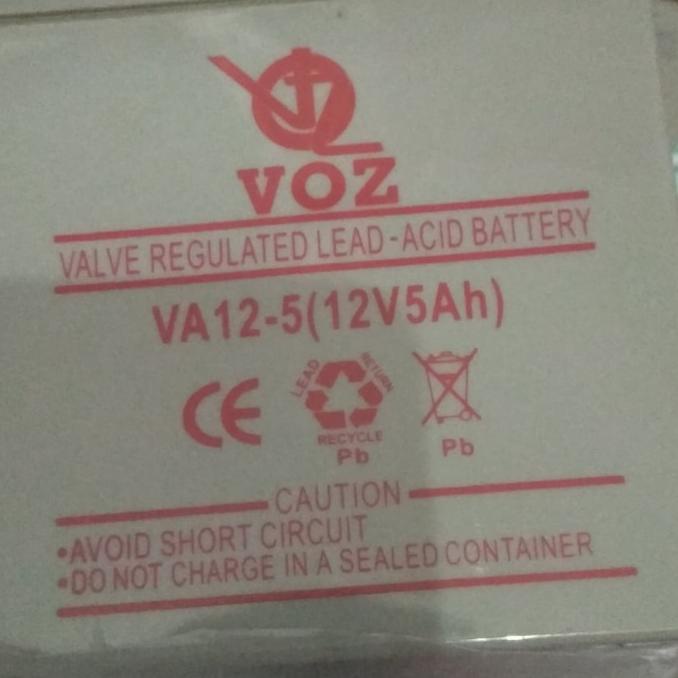 VOZ
VALVE REGULATED LEAD-ACID BATTERY
VA12-5(12V5Ah)
CE
LEAD RETURN
RECYCLE
Pb
Pb
CAUTION
•AVOID SHORT CIRCUIT
•DO NOT CHARGE IN A SEALED CONTAINER